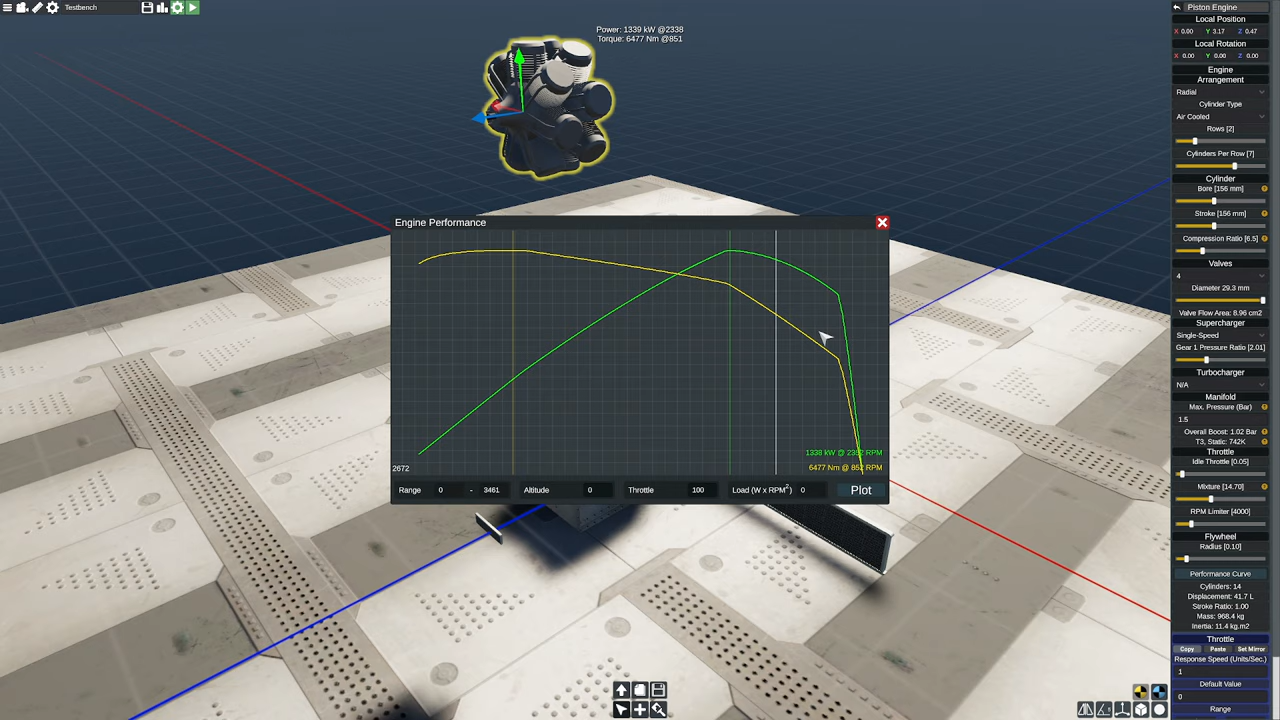 Testbench
Power: 1339 kW @2338
Torque: 6477 Nm @851
Engine Performance
1338 kW @ 2352 RPM
6477 Nm @ 852 RPM
2672
Range 0 - 3461 Altitude 0 Throttle 100 Load (W x RPM²) 0 Plot
Piston Engine
Local Position
X 0.00 Y 3.17 Z 0.47
Local Rotation
X 0.00 Y 0.00 Z 0.00
Engine
Arrangement
Radial
Cylinder Type
Air Cooled
Rows [2]
Cylinders Per Row [7]
Cylinder
Bore [156 mm]
Stroke [156 mm]
Compression Ratio [6.5]
Valves
4
Diameter 29.3 mm
Valve Flow Area: 8.96 cm2
Supercharger
Single-Speed
Gear 1 Pressure Ratio [2.01]
Turbocharger
N/A
Manifold
Max. Pressure (Bar)
1.5
Overall Boost: 1.02 Bar
T3, Static: 742K
Throttle
Idle Throttle [0.05]
Mixture [14.70]
RPM Limiter [4000]
Flywheel
Radius [0.10]
Performance Curve
Cylinders: 14
Displacement: 41.7 L
Stroke Ratio: 1.00
Mass: 968.4 kg
Inertia: 11.4 kg.m2
Throttle
Copy Paste Set Mirror
Response Speed (Units/Sec.)
1
Default Value
0
Range